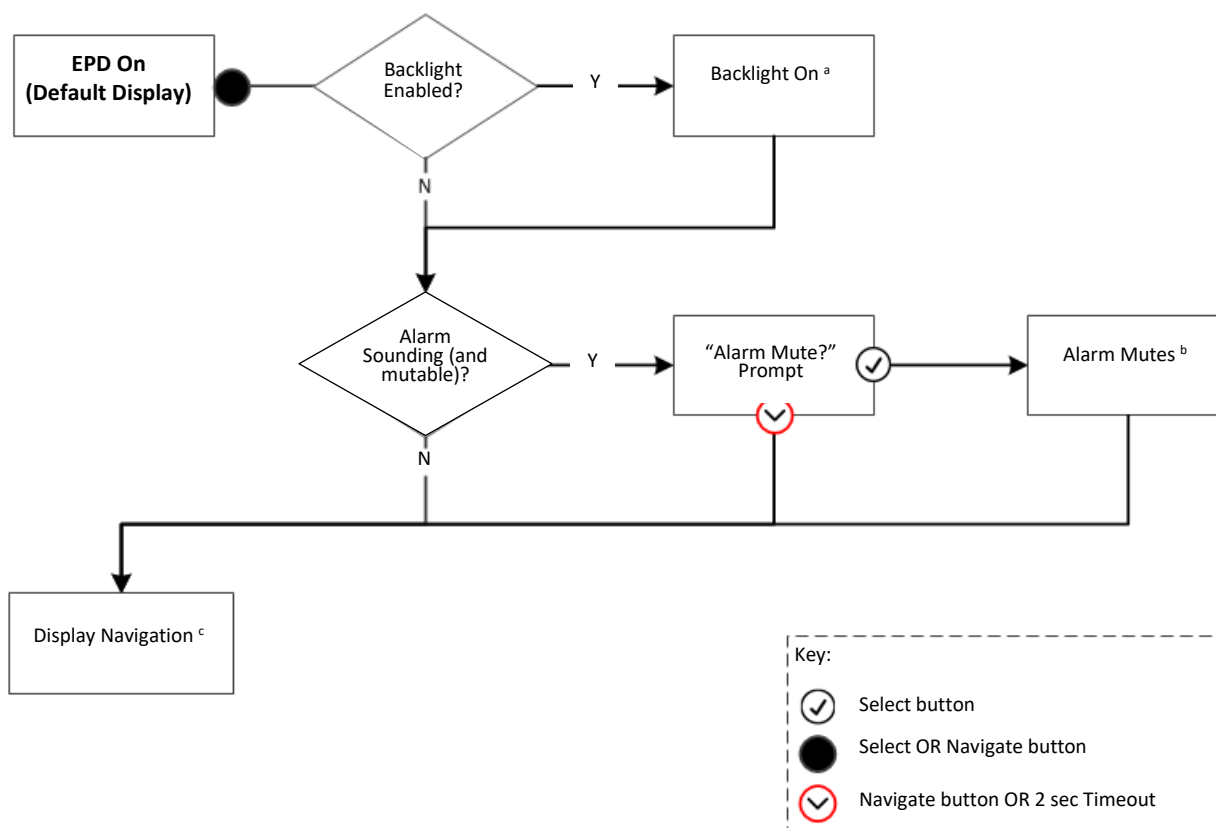 EPD On
(Default Display)
Backlight
Enabled?
Y
Backlight On ᵃ
N
Alarm
Sounding (and
mutable)?
Y
“Alarm Mute?”
Prompt
Alarm Mutes ᵇ
N
Display Navigation ᶜ
Key:
Select button
Select OR Navigate button
Navigate button OR 2 sec Timeout